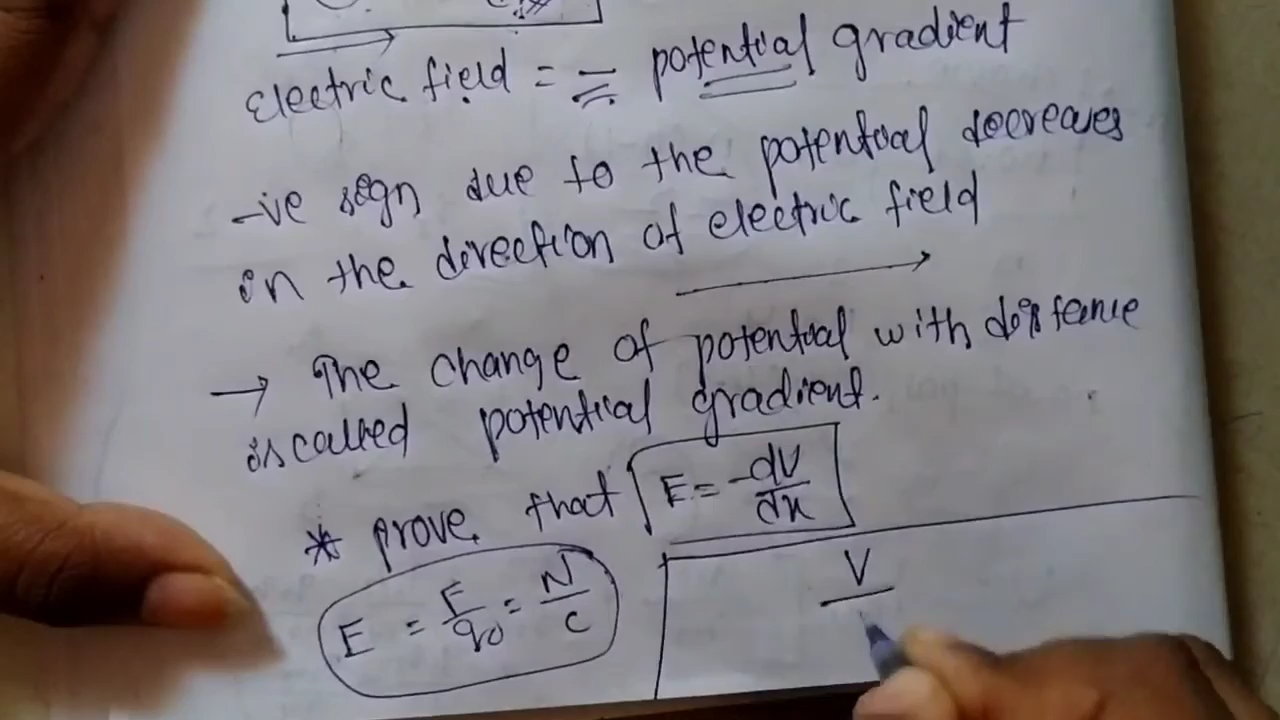 Electric field = - potential gradient
-ve sign due to the potential decreases
in the direction of electric field
→ The change of potential with distance
is called potential gradient.
* prove that E = -dV/dx
E = F/q0 = N/C
V